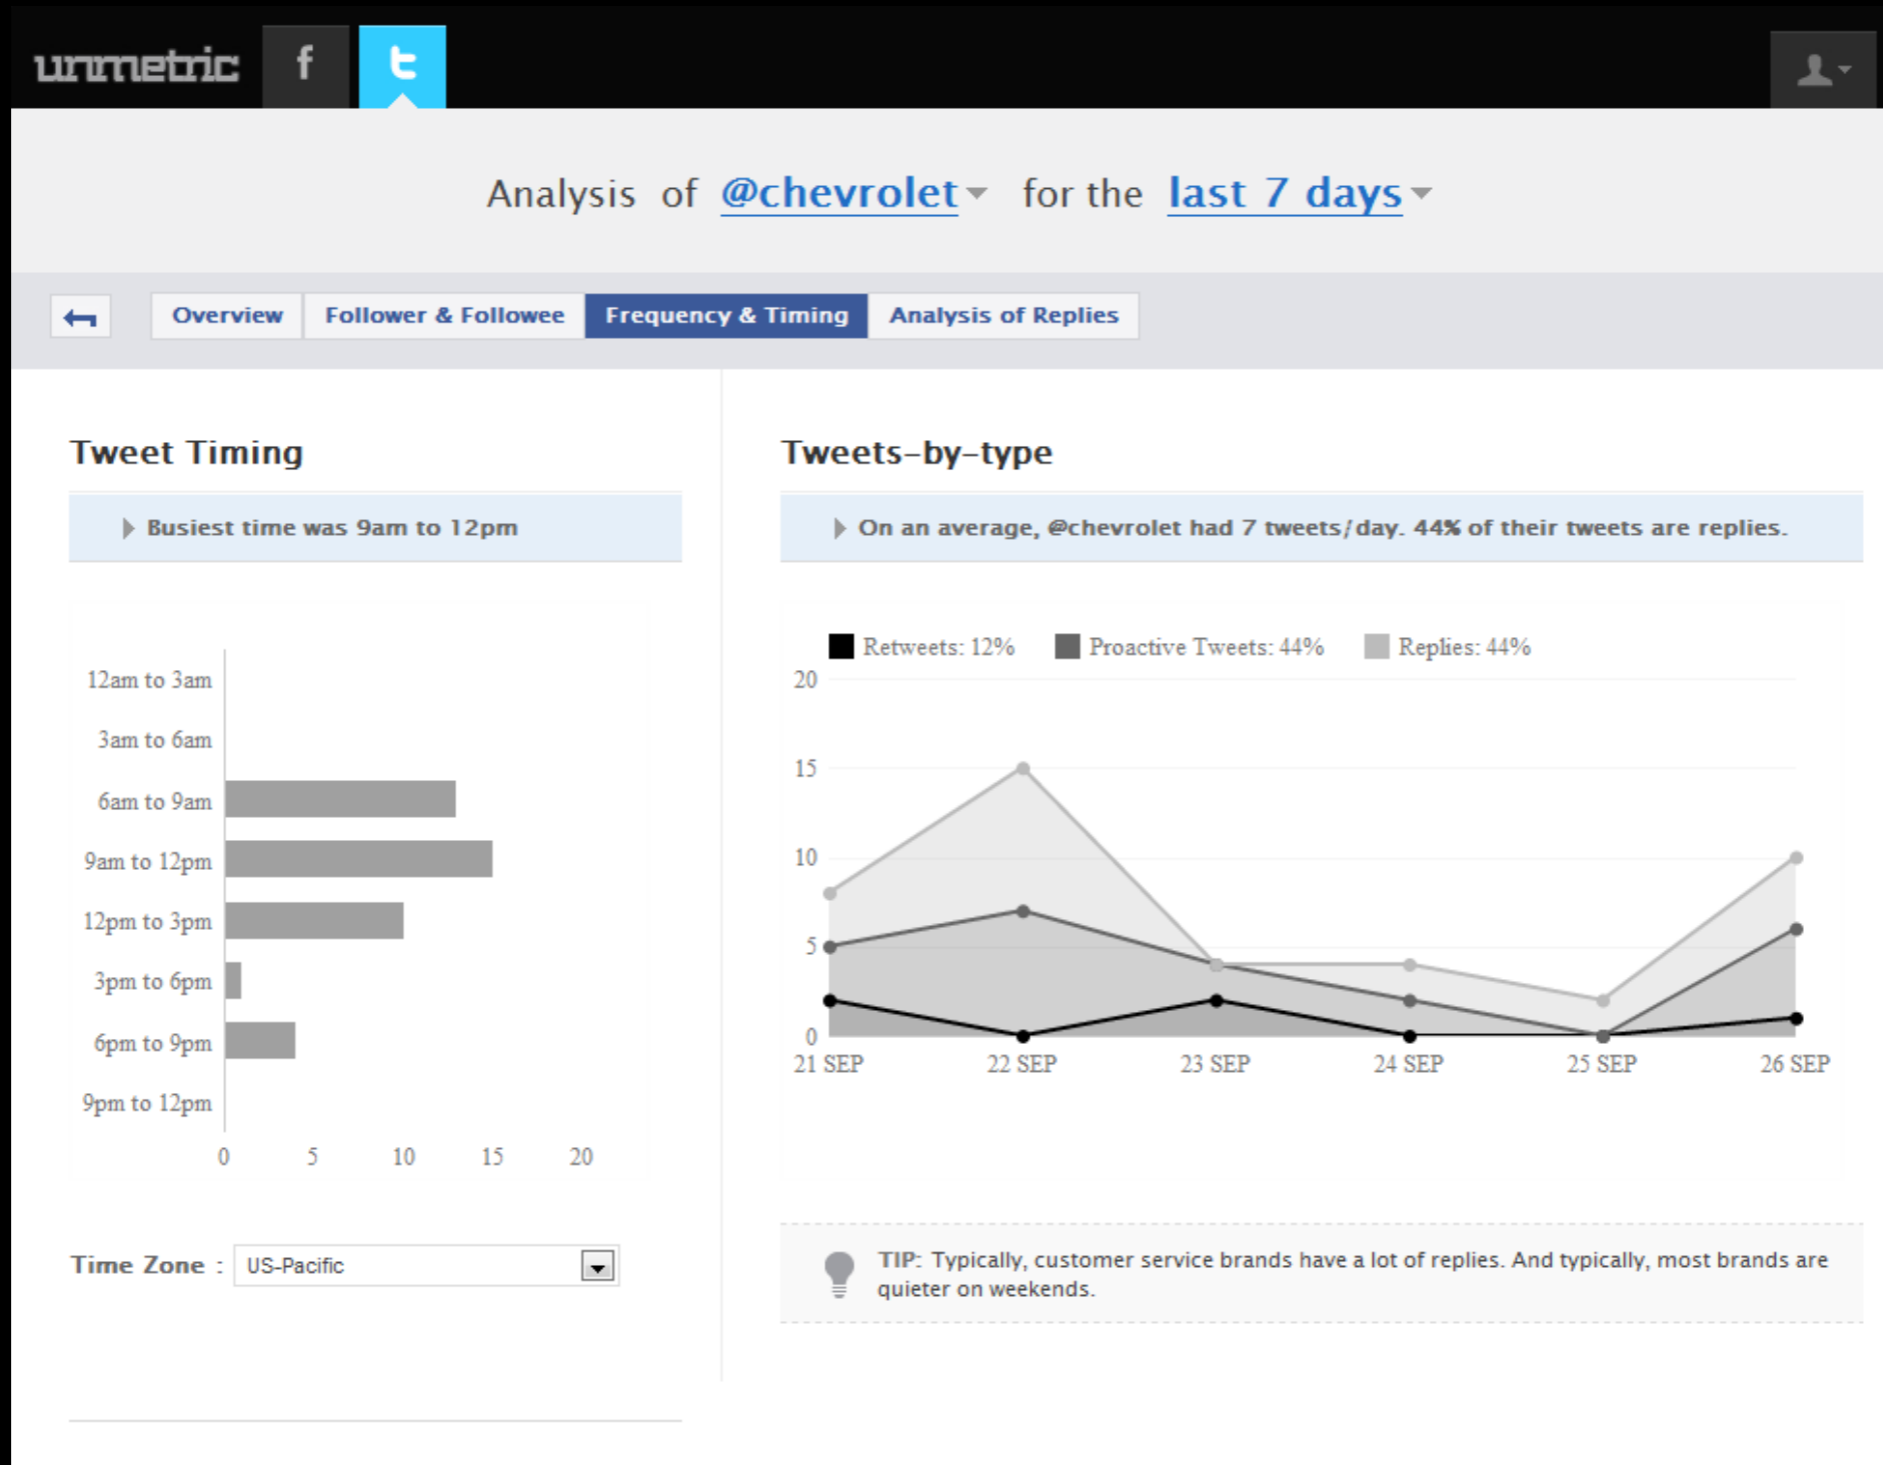 unmetric f t
Analysis of @chevrolet for the last 7 days
Overview Follower & Followee Frequency & Timing Analysis of Replies
Tweet Timing
Busiest time was 9am to 12pm
12am to 3am
3am to 6am
6am to 9am
9am to 12pm
12pm to 3pm
3pm to 6pm
6pm to 9pm
9pm to 12pm
0 5 10 15 20
Time Zone : US-Pacific
Tweets-by-type
On an average, @chevrolet had 7 tweets/day. 44% of their tweets are replies.
Retweets: 12% Proactive Tweets: 44% Replies: 44%
20
15
10
5
0
21 SEP 22 SEP 23 SEP 24 SEP 25 SEP 26 SEP
TIP: Typically, customer service brands have a lot of replies. And typically, most brands are
quieter on weekends.